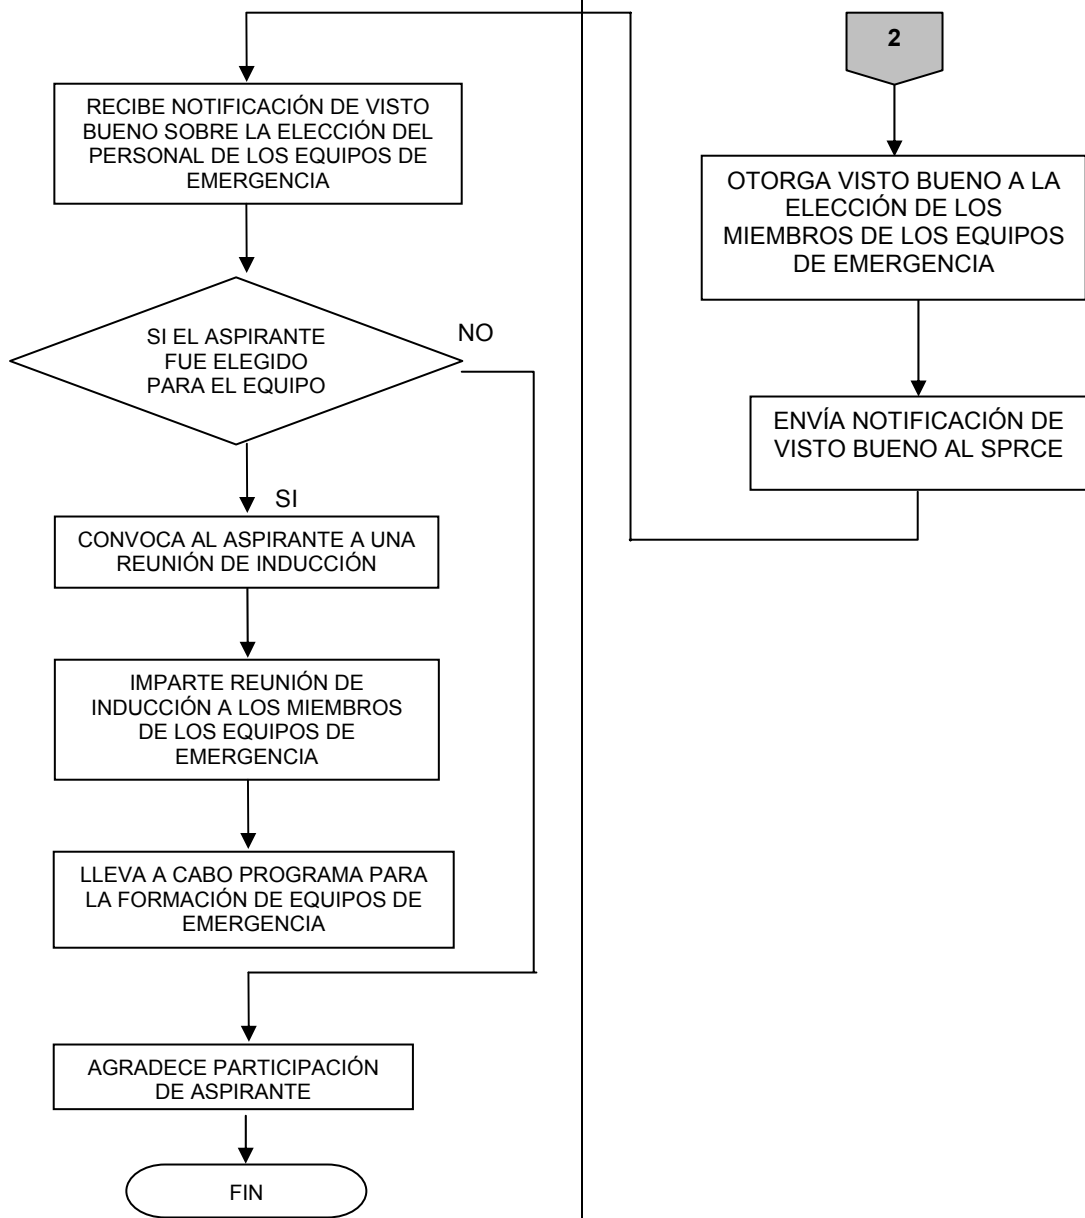 2
OTORGA VISTO BUENO A LA
ELECCIÓN DE LOS
MIEMBROS DE LOS EQUIPOS
DE EMERGENCIA
ENVÍA NOTIFICACIÓN DE
VISTO BUENO AL SPRCE
RECIBE NOTIFICACIÓN DE VISTO
BUENO SOBRE LA ELECCIÓN DEL
PERSONAL DE LOS EQUIPOS DE
EMERGENCIA
SI EL ASPIRANTE
FUE ELEGIDO
PARA EL EQUIPO
NO
SI
CONVOCA AL ASPIRANTE A UNA
REUNIÓN DE INDUCCIÓN
IMPARTE REUNIÓN DE
INDUCCIÓN A LOS MIEMBROS
DE LOS EQUIPOS DE
EMERGENCIA
LLEVA A CABO PROGRAMA PARA
LA FORMACIÓN DE EQUIPOS DE
EMERGENCIA
AGRADECE PARTICIPACIÓN
DE ASPIRANTE
FIN